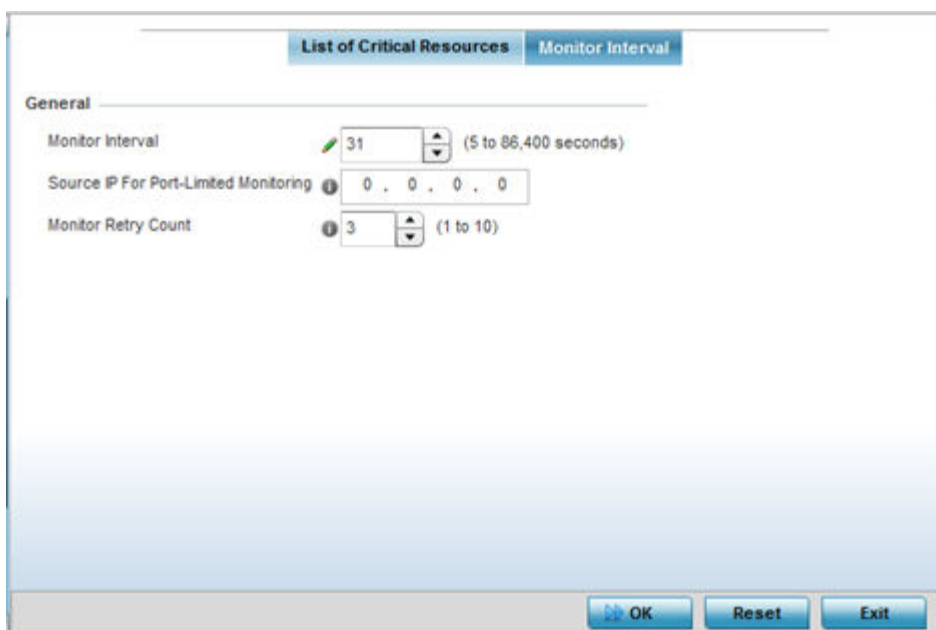 List of Critical Resources Monitor Interval
General
Monitor Interval 31 (5 to 86,400 seconds)
Source IP For Port-Limited Monitoring 0 . 0 . 0 . 0
Monitor Retry Count 3 (1 to 10)
OK Reset Exit